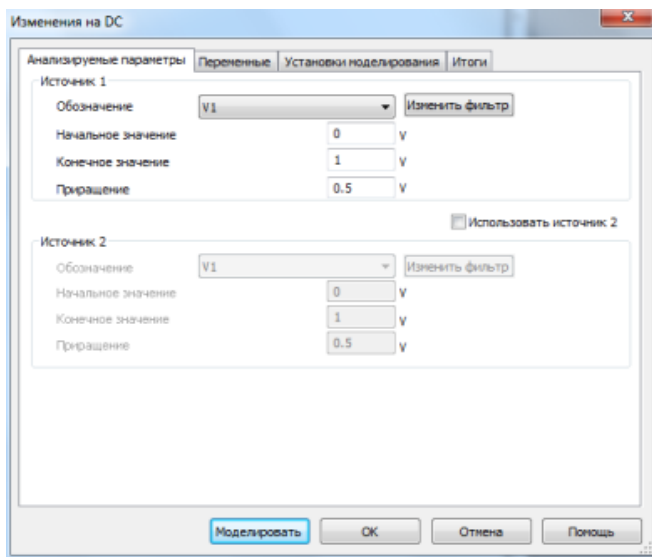 Изменения на DC
Анализируемые параметры Переменные Установки моделирования Итоги
Источник 1
Обозначение V1 Изменить фильтр
Начальное значение 0 V
Конечное значение 1 V
Приращение 0.5 V
Использовать источник 2
Источник 2
Обозначение V1 Изменить фильтр
Начальное значение 0 V
Конечное значение 1 V
Приращение 0.5 V
Моделировать OK Отмена Помощь